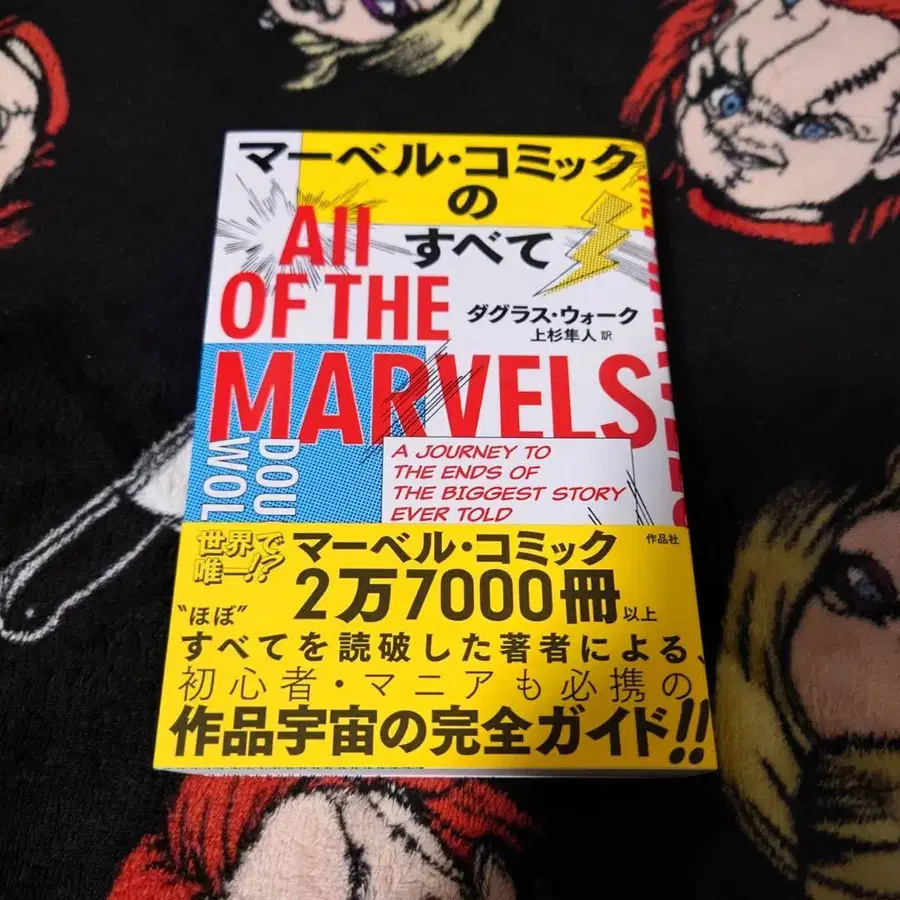 マーベル・コミック
の
すべて
All
OF THE
MARVELS
ダグラス・ウォーク
上杉隼人 訳
A JOURNEY TO
THE ENDS OF
THE BIGGEST STORY
EVER TOLD
DOU
WOL
作品社
世界で
唯一!?
マーベル・コミック
2万7000冊以上
"ほぼ"
すべてを読破した著者による、
初心者・マニアも必携の
作品宇宙の完全ガイド!!